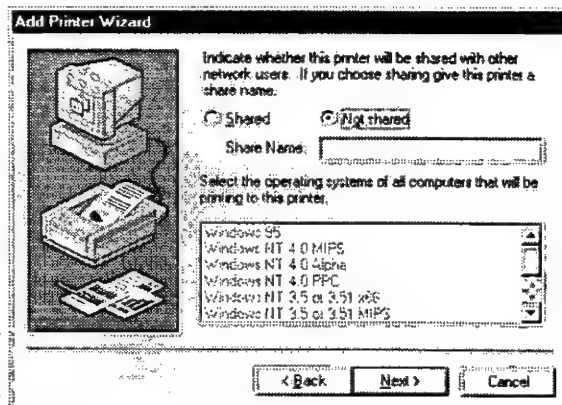 Add Printer Wizard
Indicate whether this printer will be shared with other
network users. If you choose sharing give this printer a
share name.
Shared
Not shared
Share Name:
Select the operating systems of all computers that will be
printing to this printer.
Windows 95
Windows NT 4.0 MIPS
Windows NT 4.0 Alpha
Windows NT 4.0 PPC
Windows NT 3.5 or 3.51 x86
Windows NT 3.5 or 3.51 MIPS
< Back
Next >
Cancel